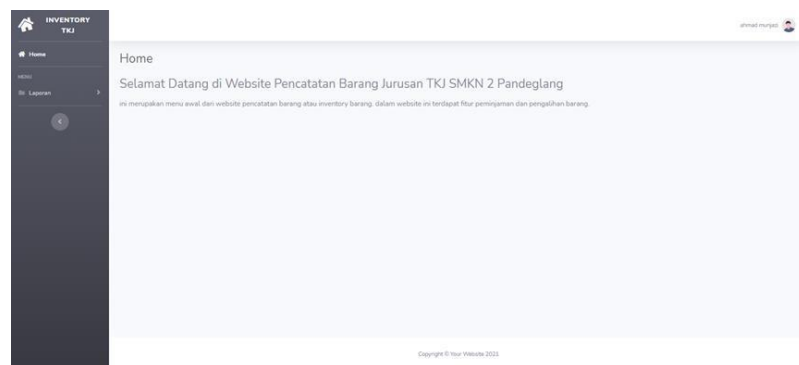 INVENTORY
TKJ
ahmad munjazi
Home
MENU
Laporan
Home
Selamat Datang di Website Pencatatan Barang Jurusan TKJ SMKN 2 Pandeglang
ini merupakan menu awal dari website pencatatan barang atau inventory barang. dalam website ini terdapat fitur peminjaman dan pengalihan barang.
Copyright © Your Website 2023